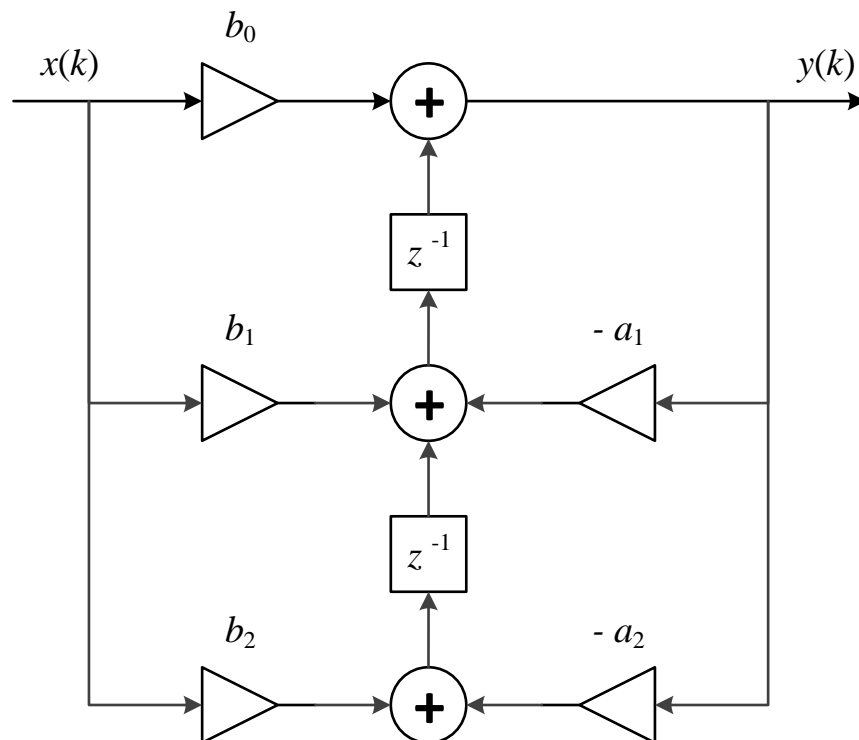 b₀
x(k) y(k)
+
z⁻¹
b₁ - a₁
+
z⁻¹
b₂ - a₂
+